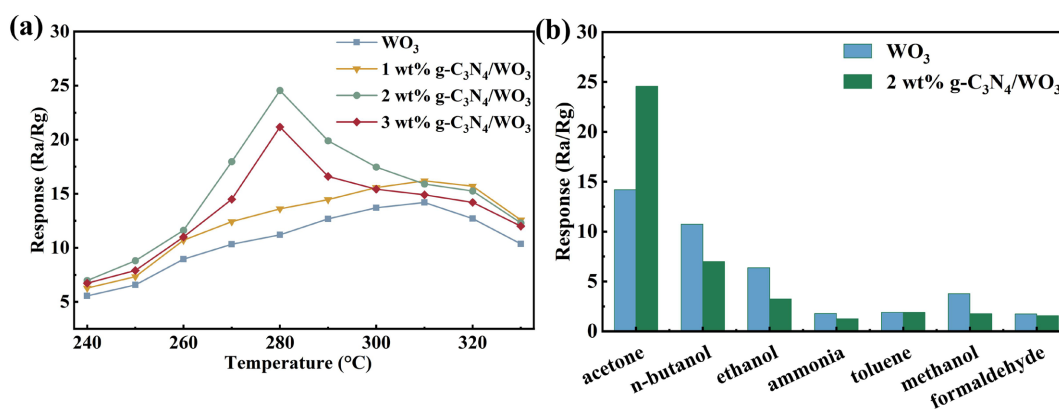 (a)
30
25
20
15
10
5
Response (Ra/Rg)
WO₃
1 wt% g-C₃N₄/WO₃
2 wt% g-C₃N₄/WO₃
3 wt% g-C₃N₄/WO₃
240 260 280 300 320
Temperature (°C)
(b)
30
25
20
15
10
5
0
Response (Ra/Rg)
WO₃
2 wt% g-C₃N₄/WO₃
acetone
n-butanol
ethanol
ammonia
toluene
methanol
formaldehyde